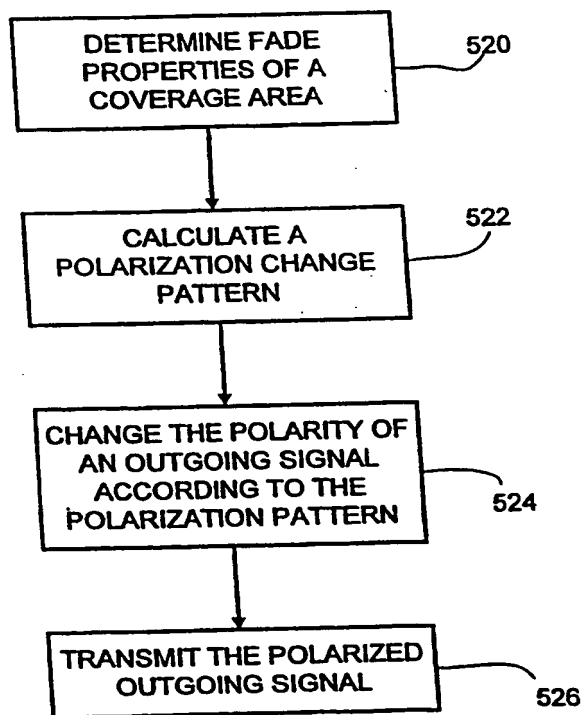 DETERMINE FADE
PROPERTIES OF A
COVERAGE AREA
520
CALCULATE A
POLARIZATION CHANGE
PATTERN
522
CHANGE THE POLARITY OF
AN OUTGOING SIGNAL
ACCORDING TO THE
POLARIZATION PATTERN
524
TRANSMIT THE POLARIZED
OUTGOING SIGNAL
526